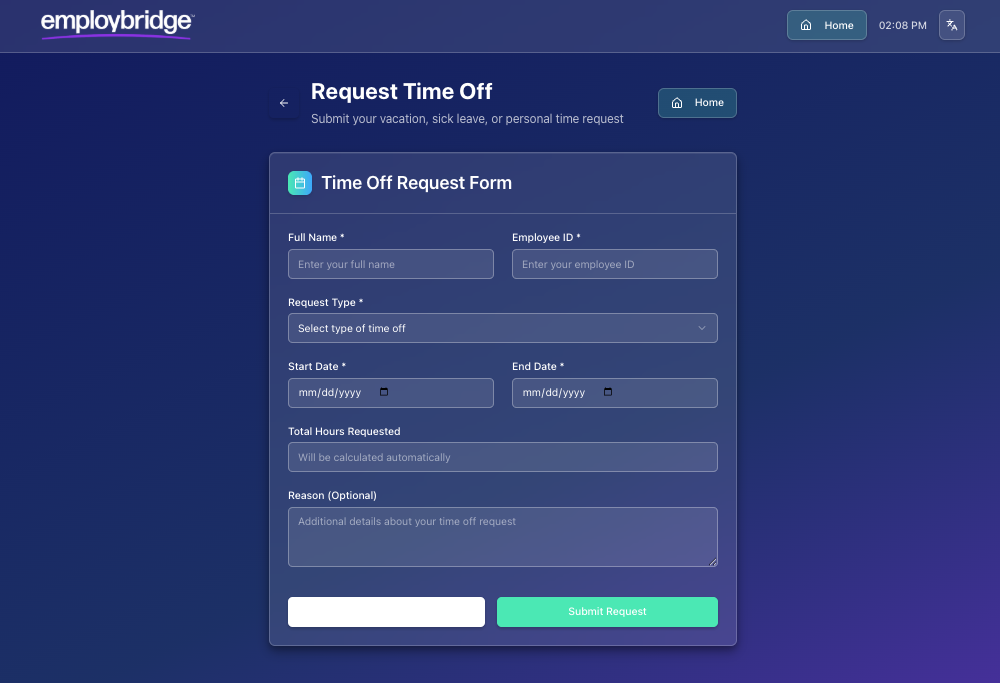 employbridge
Home
02:08 PM
Request Time Off
Submit your vacation, sick leave, or personal time request
Home
Time Off Request Form
Full Name *
Employee ID *
Enter your full name
Enter your employee ID
Request Type *
Select type of time off
Start Date *
End Date *
mm/dd/yyyy
mm/dd/yyyy
Total Hours Requested
Will be calculated automatically
Reason (Optional)
Additional details about your time off request
Submit Request